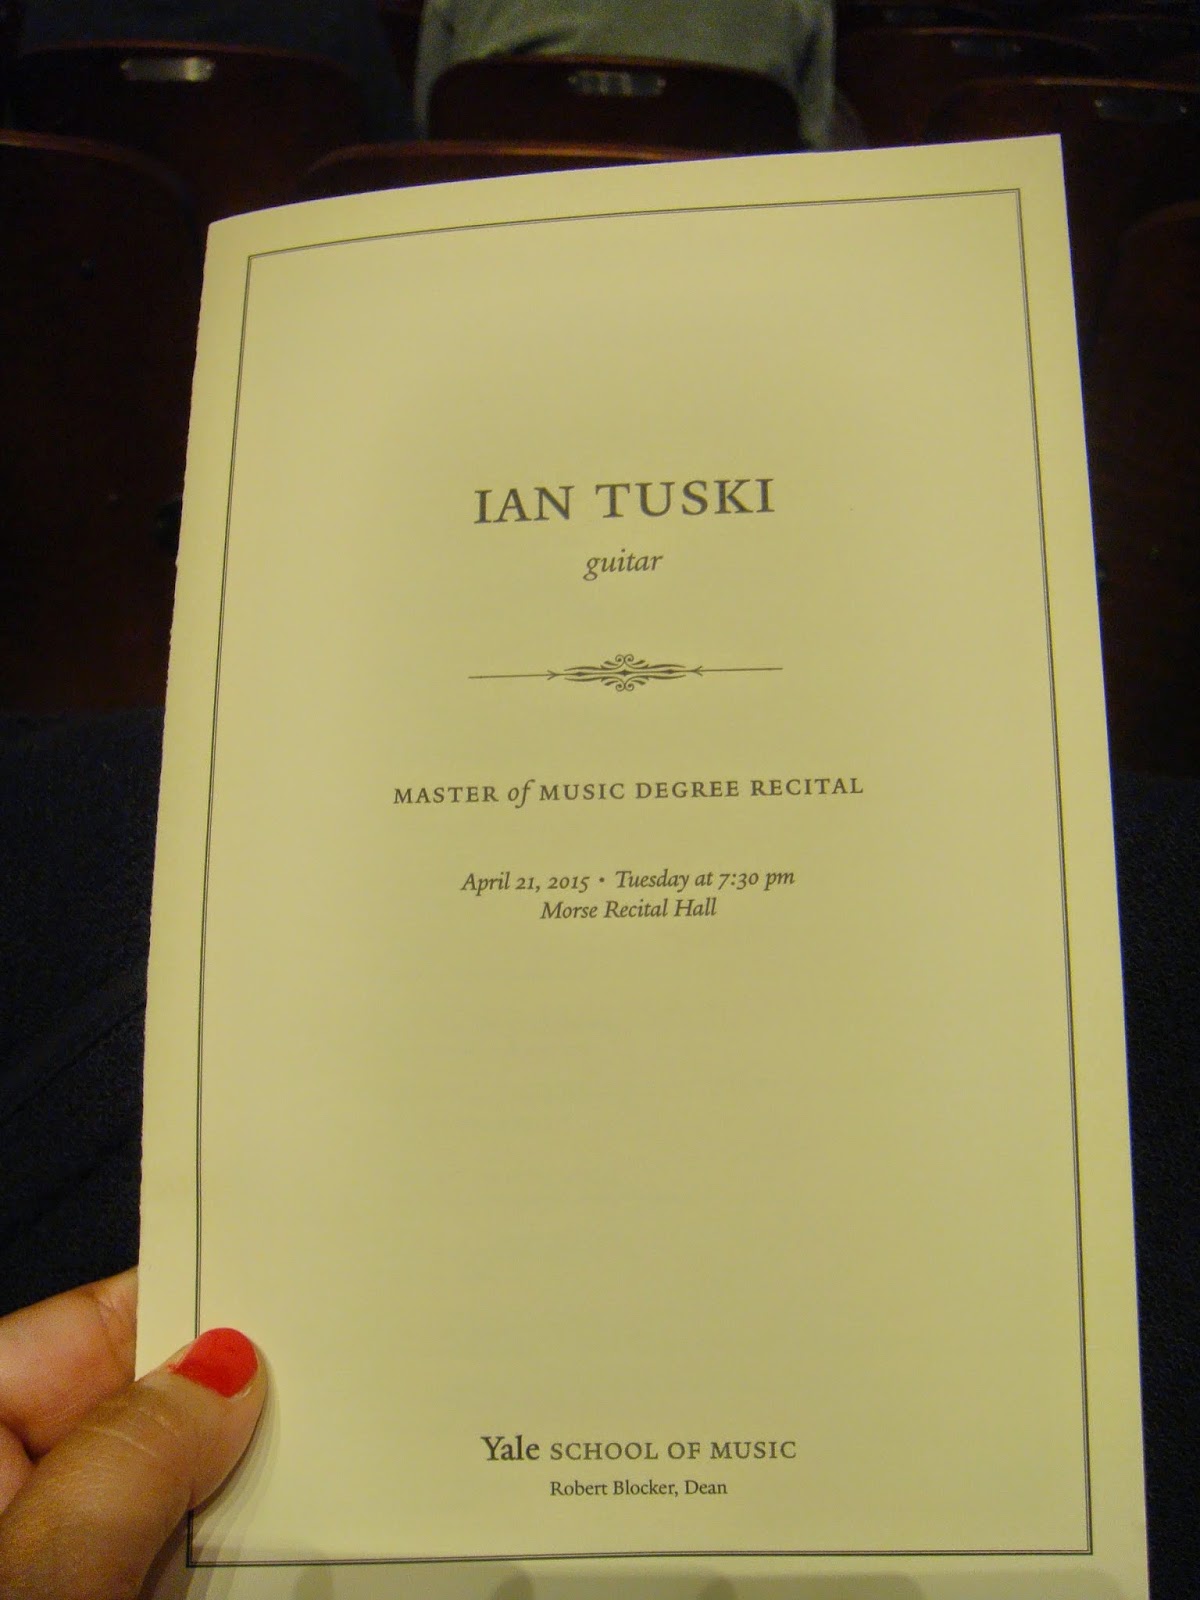 IAN TUSKI
guitar
MASTER of MUSIC DEGREE RECITAL
April 21, 2015 • Tuesday at 7:30 pm
Morse Recital Hall
Yale SCHOOL OF MUSIC
Robert Blocker, Dean